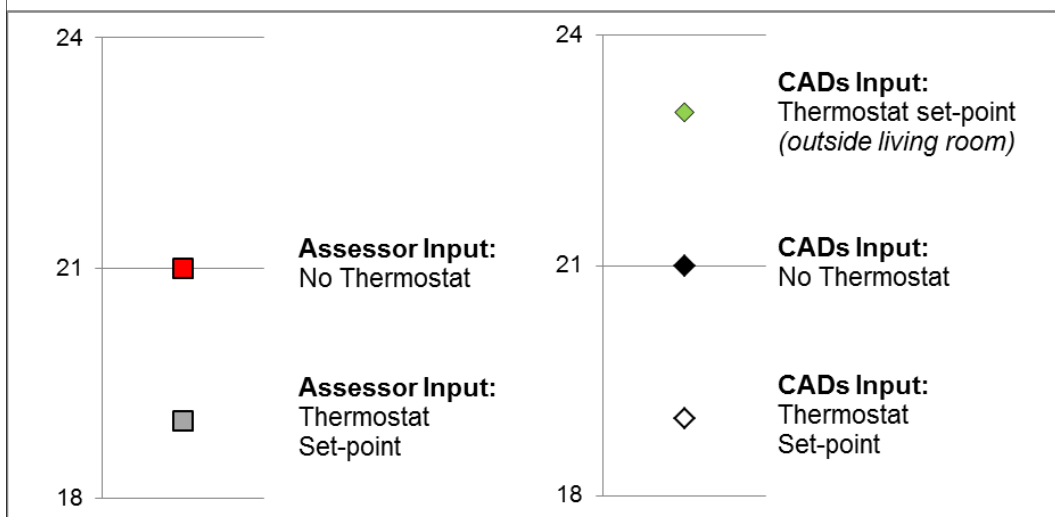 24
21
18
Assessor Input:
No Thermostat
Assessor Input:
Thermostat
Set-point
24
21
18
CADs Input:
Thermostat set-point
(outside living room)
CADs Input:
No Thermostat
CADs Input:
Thermostat
Set-point